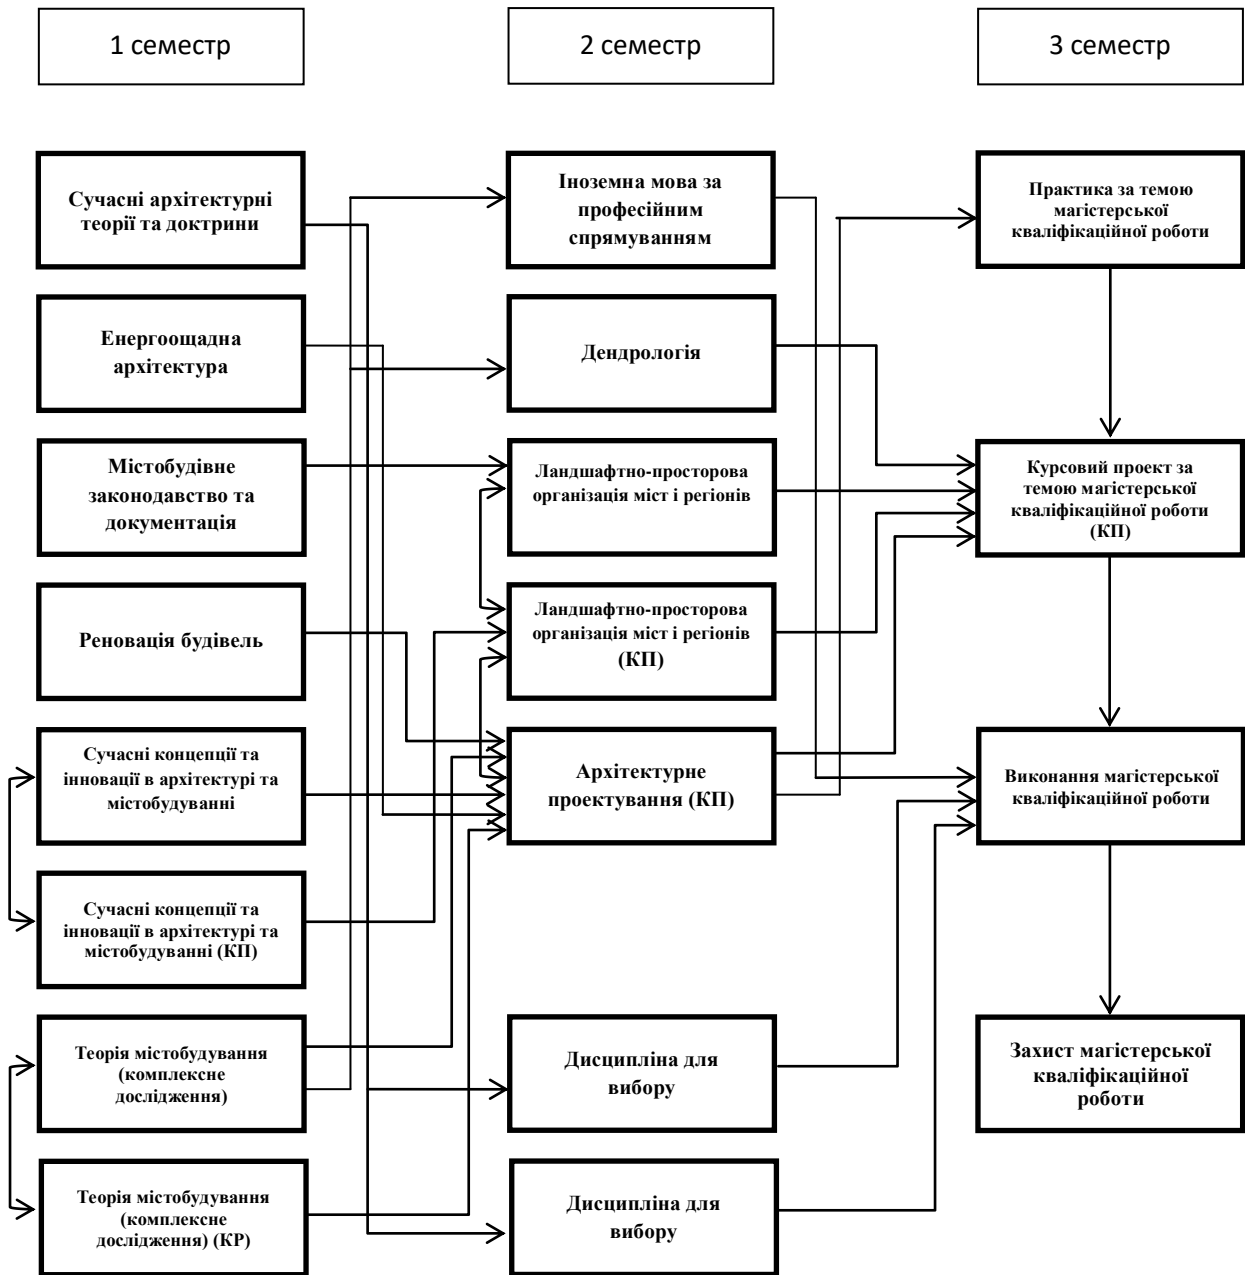 1 семестр
2 семестр
3 семестр
Сучасні архітектурні
теорії та доктрини
Енергоощадна
архітектура
Містобудівне
законодавство та
документація
Реновація будівель
Сучасні концепції та
інновації в архітектурі та
містобудуванні
Сучасні концепції та
інновації в архітектурі та
містобудуванні (КП)
Теорія містобудування
(комплексне
дослідження)
Теорія містобудування
(комплексне
дослідження) (КР)
Іноземна мова за
професійним
спрямуванням
Дендрологія
Ландшафтно-просторова
організація міст і регіонів
Ландшафтно-просторова
організація міст і регіонів
(КП)
Архітектурне
проектування (КП)
Дисципліна для
вибору
Дисципліна для
вибору
Практика за темою
магістерської
кваліфікаційної роботи
Курсовий проект за
темою магістерської
кваліфікаційної роботи
(КП)
Виконання магістерської
кваліфікаційної роботи
Захист магістерської
кваліфікаційної
роботи